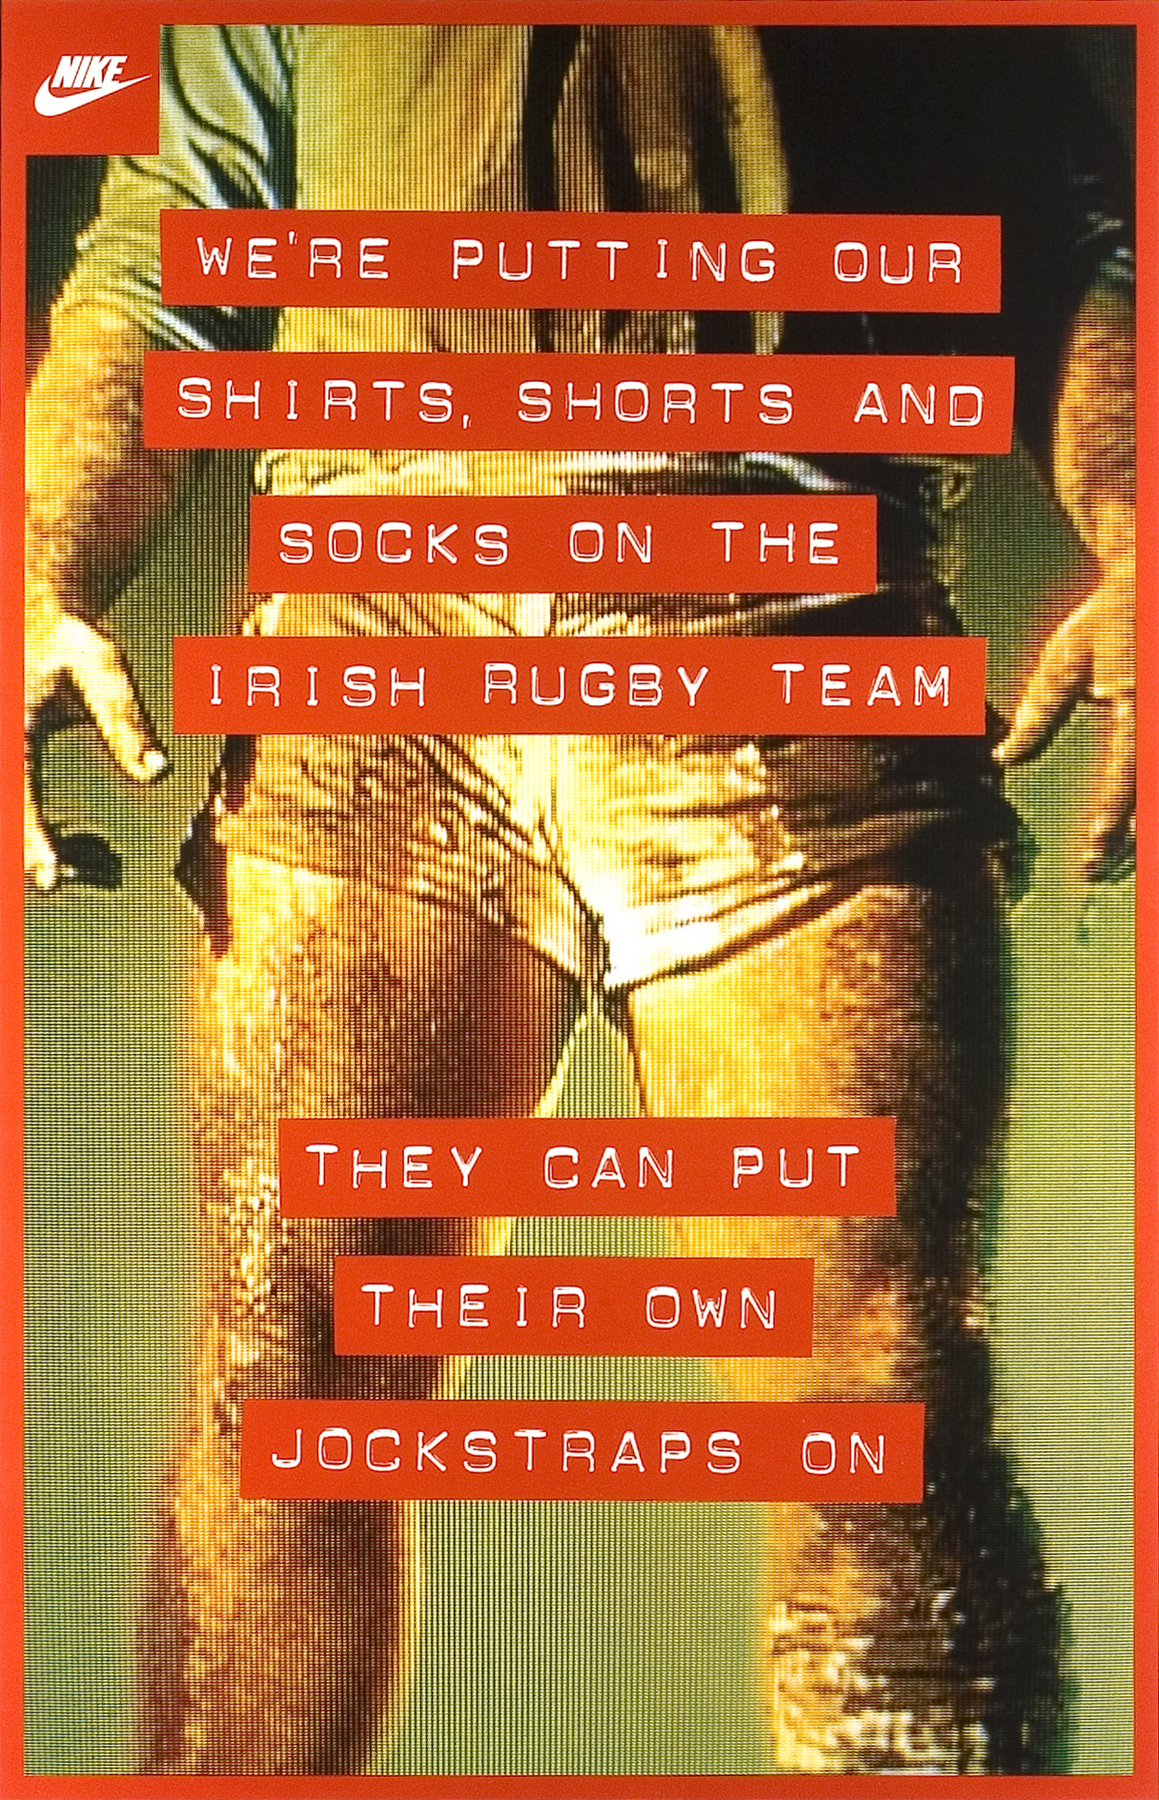 NIKE
WE'RE PUTTING OUR
SHIRTS, SHORTS AND
SOCKS ON THE
IRISH RUGBY TEAM
THEY CAN PUT
THEIR OWN
JOCKSTRAPS ON